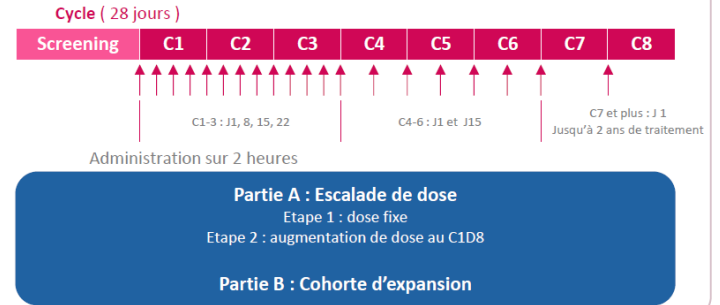 Cycle ( 28 jours )
Screening C1 C2 C3 C4 C5 C6 C7 C8
C1-3 : J1, 8, 15, 22
C4-6 : J1 et J15
C7 et plus : J 1
Jusqu'à 2 ans de traitement
Administration sur 2 heures
Partie A : Escalade de dose
Etape 1 : dose fixe
Etape 2 : augmentation de dose au C1D8
Partie B : Cohorte d'expansion